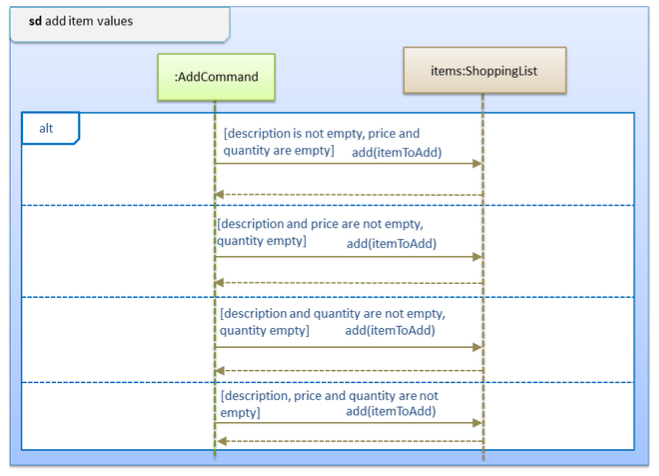 sd add item values
:AddCommand
items:ShoppingList
alt
[description is not empty, price and
quantity are empty] add(itemToAdd)
[description and price are not empty,
quantity empty] add(itemToAdd)
[description and quantity are not empty,
quantity empty] add(itemToAdd)
[description, price and quantity are not
empty] add(itemToAdd)